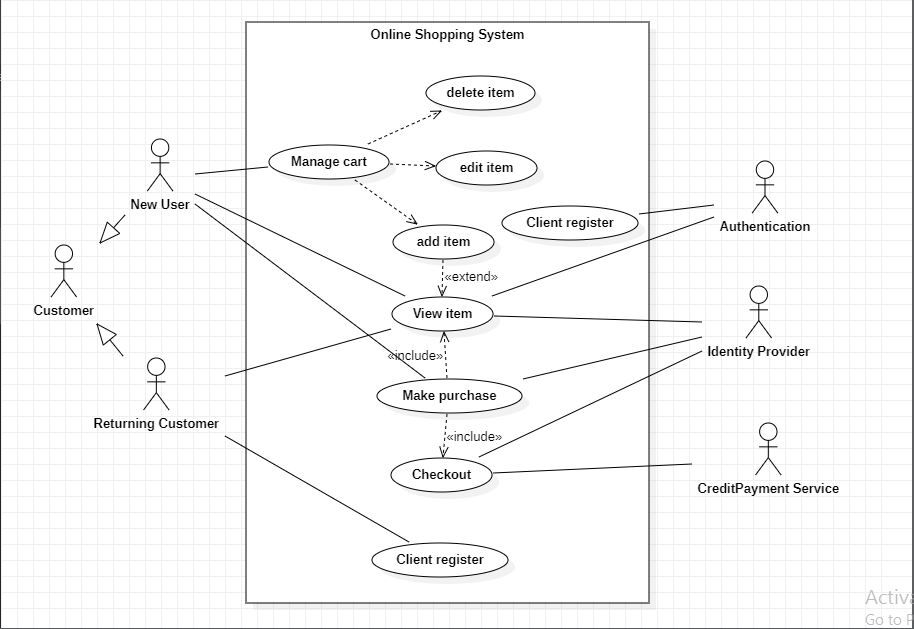 Online Shopping System
delete item
Manage cart
edit item
New User
Client register
Authentication
add item
«extend»
Customer
View item
«include»
Identity Provider
Make purchase
Returning Customer
«include»
Checkout
CreditPayment Service
Client register
Activ
Go to